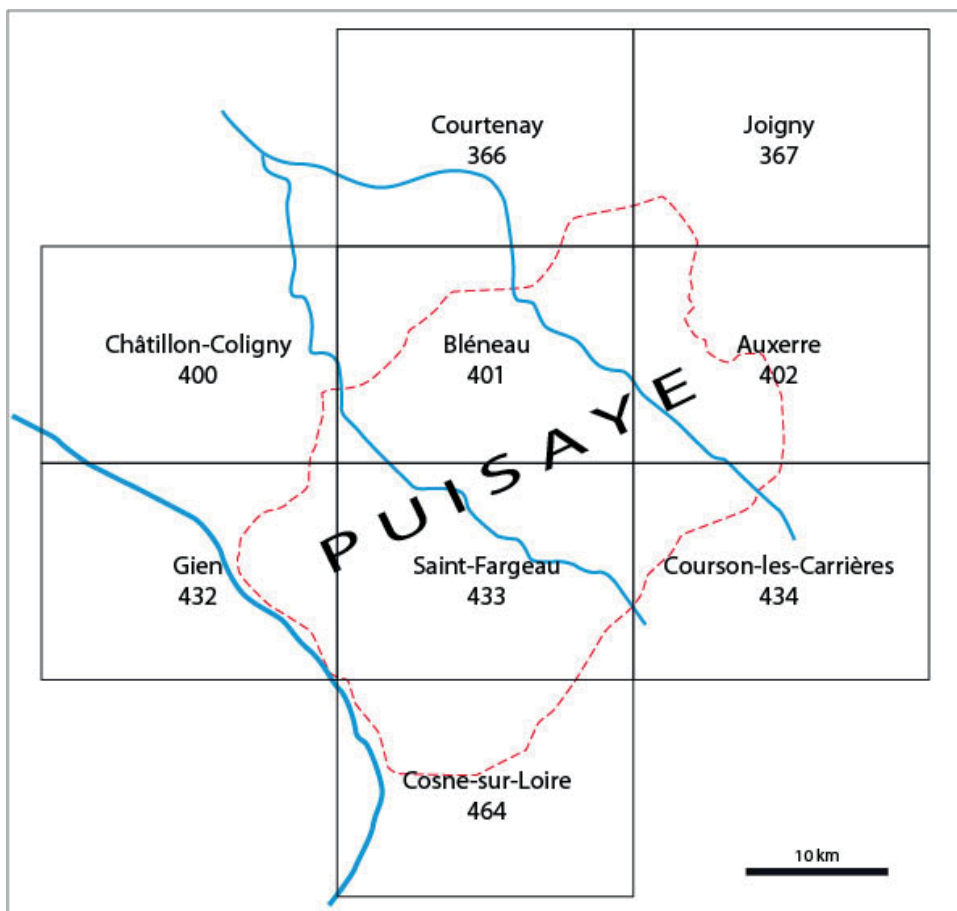 Courtenay
366
Joigny
367
Châtillon-Coligny
400
Bléneau
401
Auxerre
402
PUISAYE
Gien
432
Saint-Fargeau
433
Courson-les-Carrières
434
Cosne-sur-Loire
464
10 km